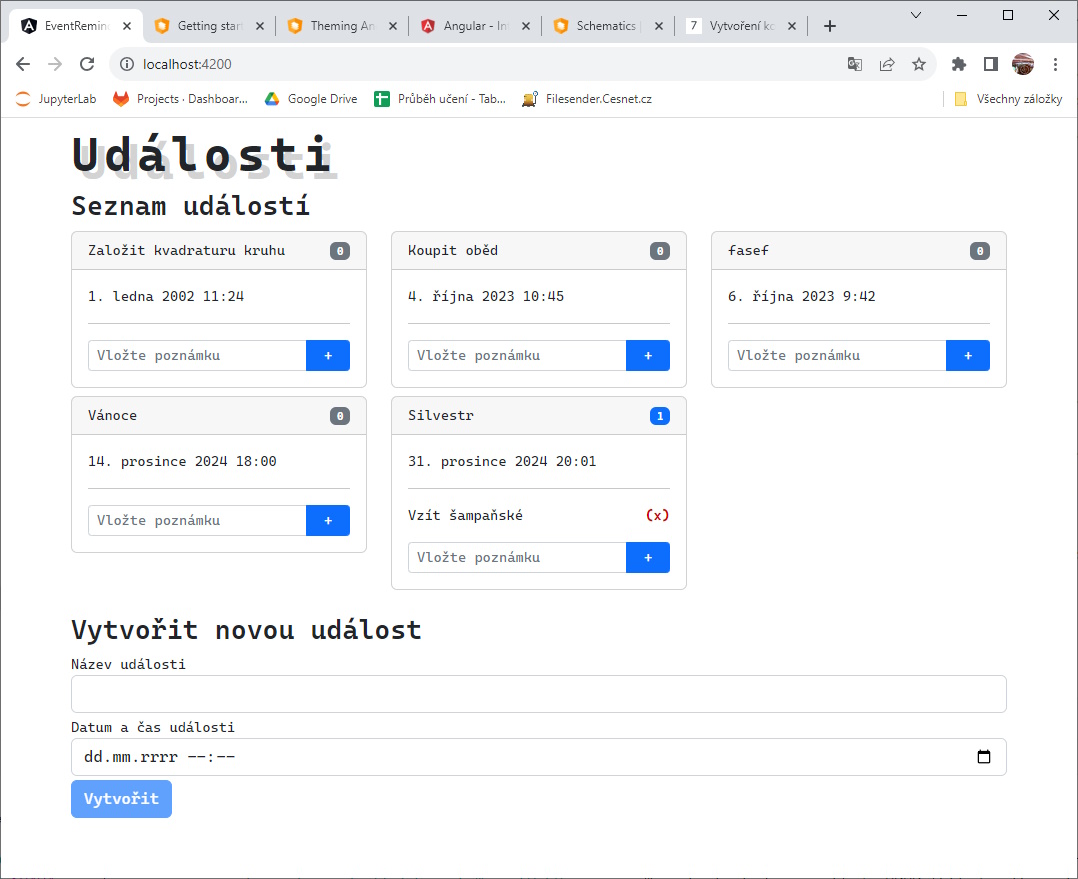 EventRemin
Getting star
Theming An
Angular - In
Schematics |
7 Vytvoření ko
localhost:4200
JupyterLab Projects · Dashboar... Google Drive Průběh učení - Tab... Filesender.Cesnet.cz Všechny záložky
Události
Seznam událostí
Založit kvadraturu kruhu 0
1. ledna 2002 11:24
Vložte poznámku +
Koupit oběd 0
4. října 2023 10:45
Vložte poznámku +
fasef 0
6. října 2023 9:42
Vložte poznámku +
Vánoce 0
14. prosince 2024 18:00
Vložte poznámku +
Silvestr 1
31. prosince 2024 20:01
Vzít šampaňské (x)
Vložte poznámku +
Vytvořit novou událost
Název události
Datum a čas události
dd.mm.rrrr --:--
Vytvořit